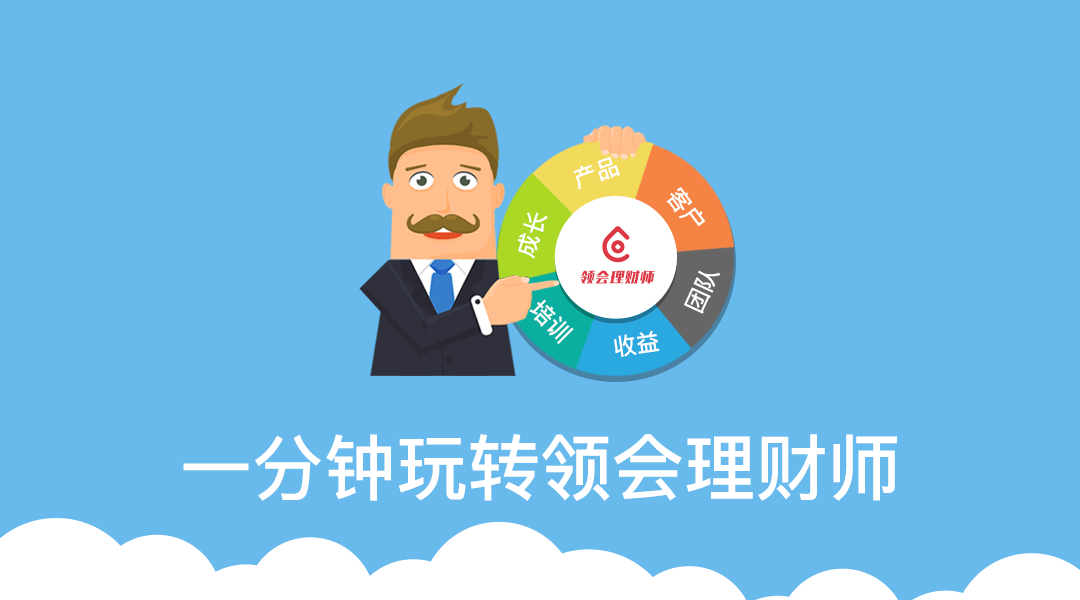 产品
客户
团队
收益
培训
成长
领会理财师
一分钟玩转领会理财师